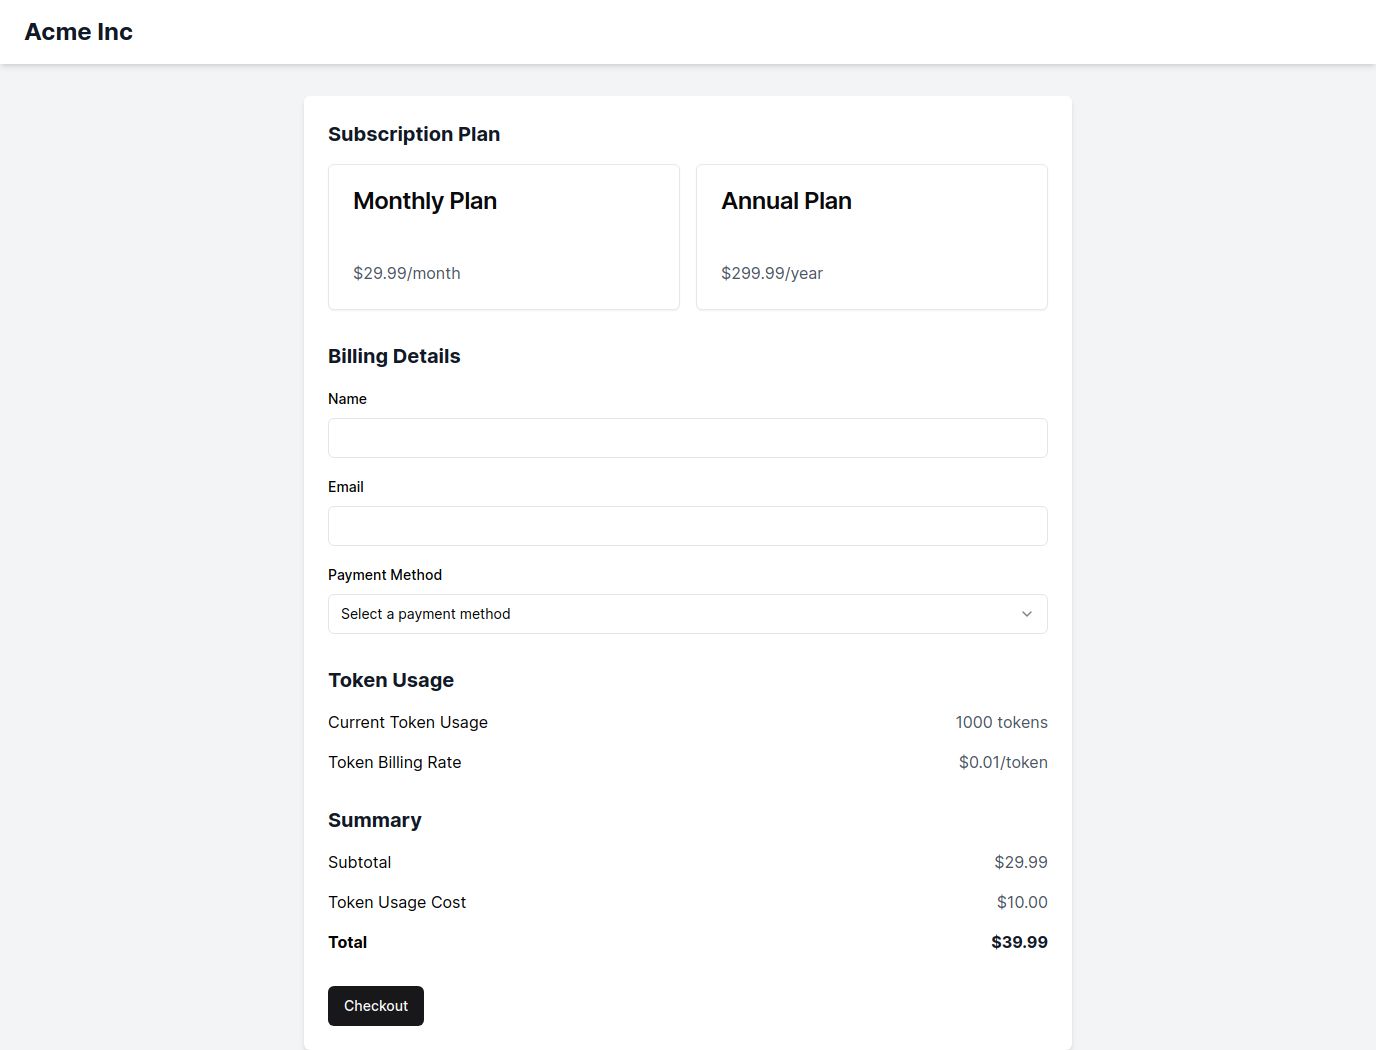 Acme Inc
Subscription Plan
Monthly Plan
$29.99/month
Annual Plan
$299.99/year
Billing Details
Name
Email
Payment Method
Select a payment method
Token Usage
Current Token Usage 1000 tokens
Token Billing Rate $0.01/token
Summary
Subtotal $29.99
Token Usage Cost $10.00
Total $39.99
Checkout